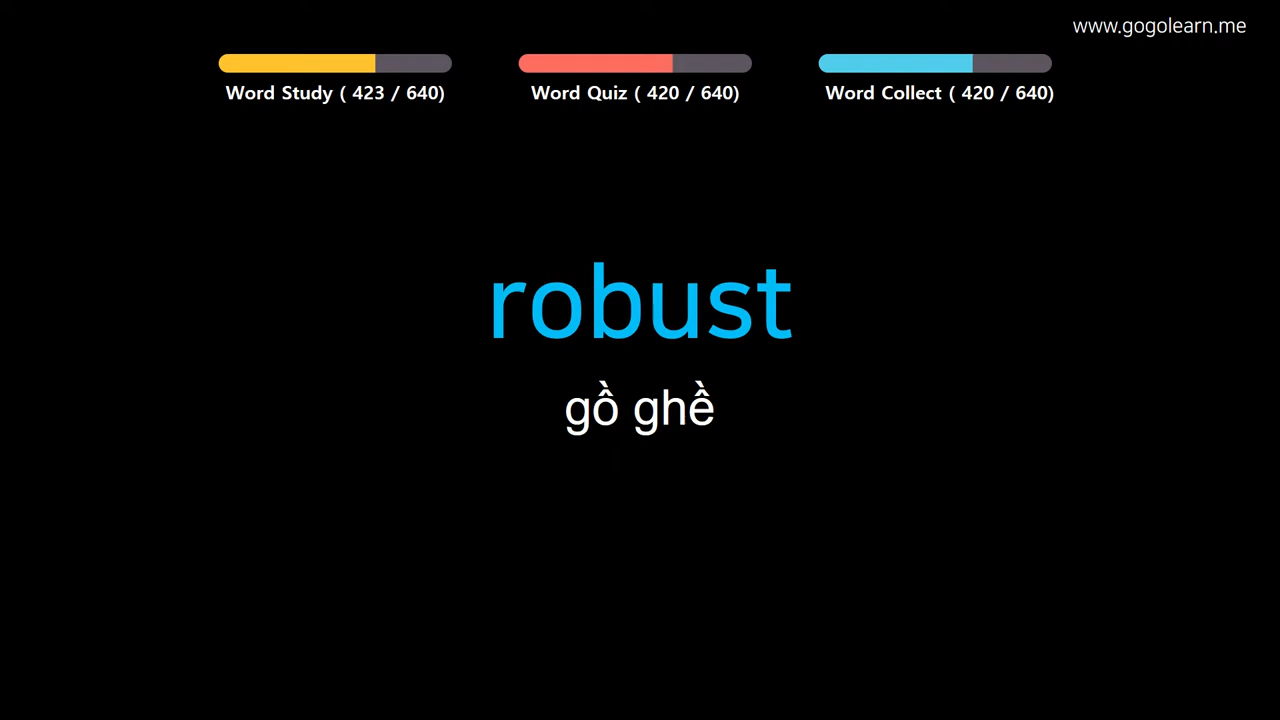 www.gogolearn.me
Word Study ( 423 / 640)
Word Quiz ( 420 / 640)
Word Collect ( 420 / 640)
robust
gồ ghề